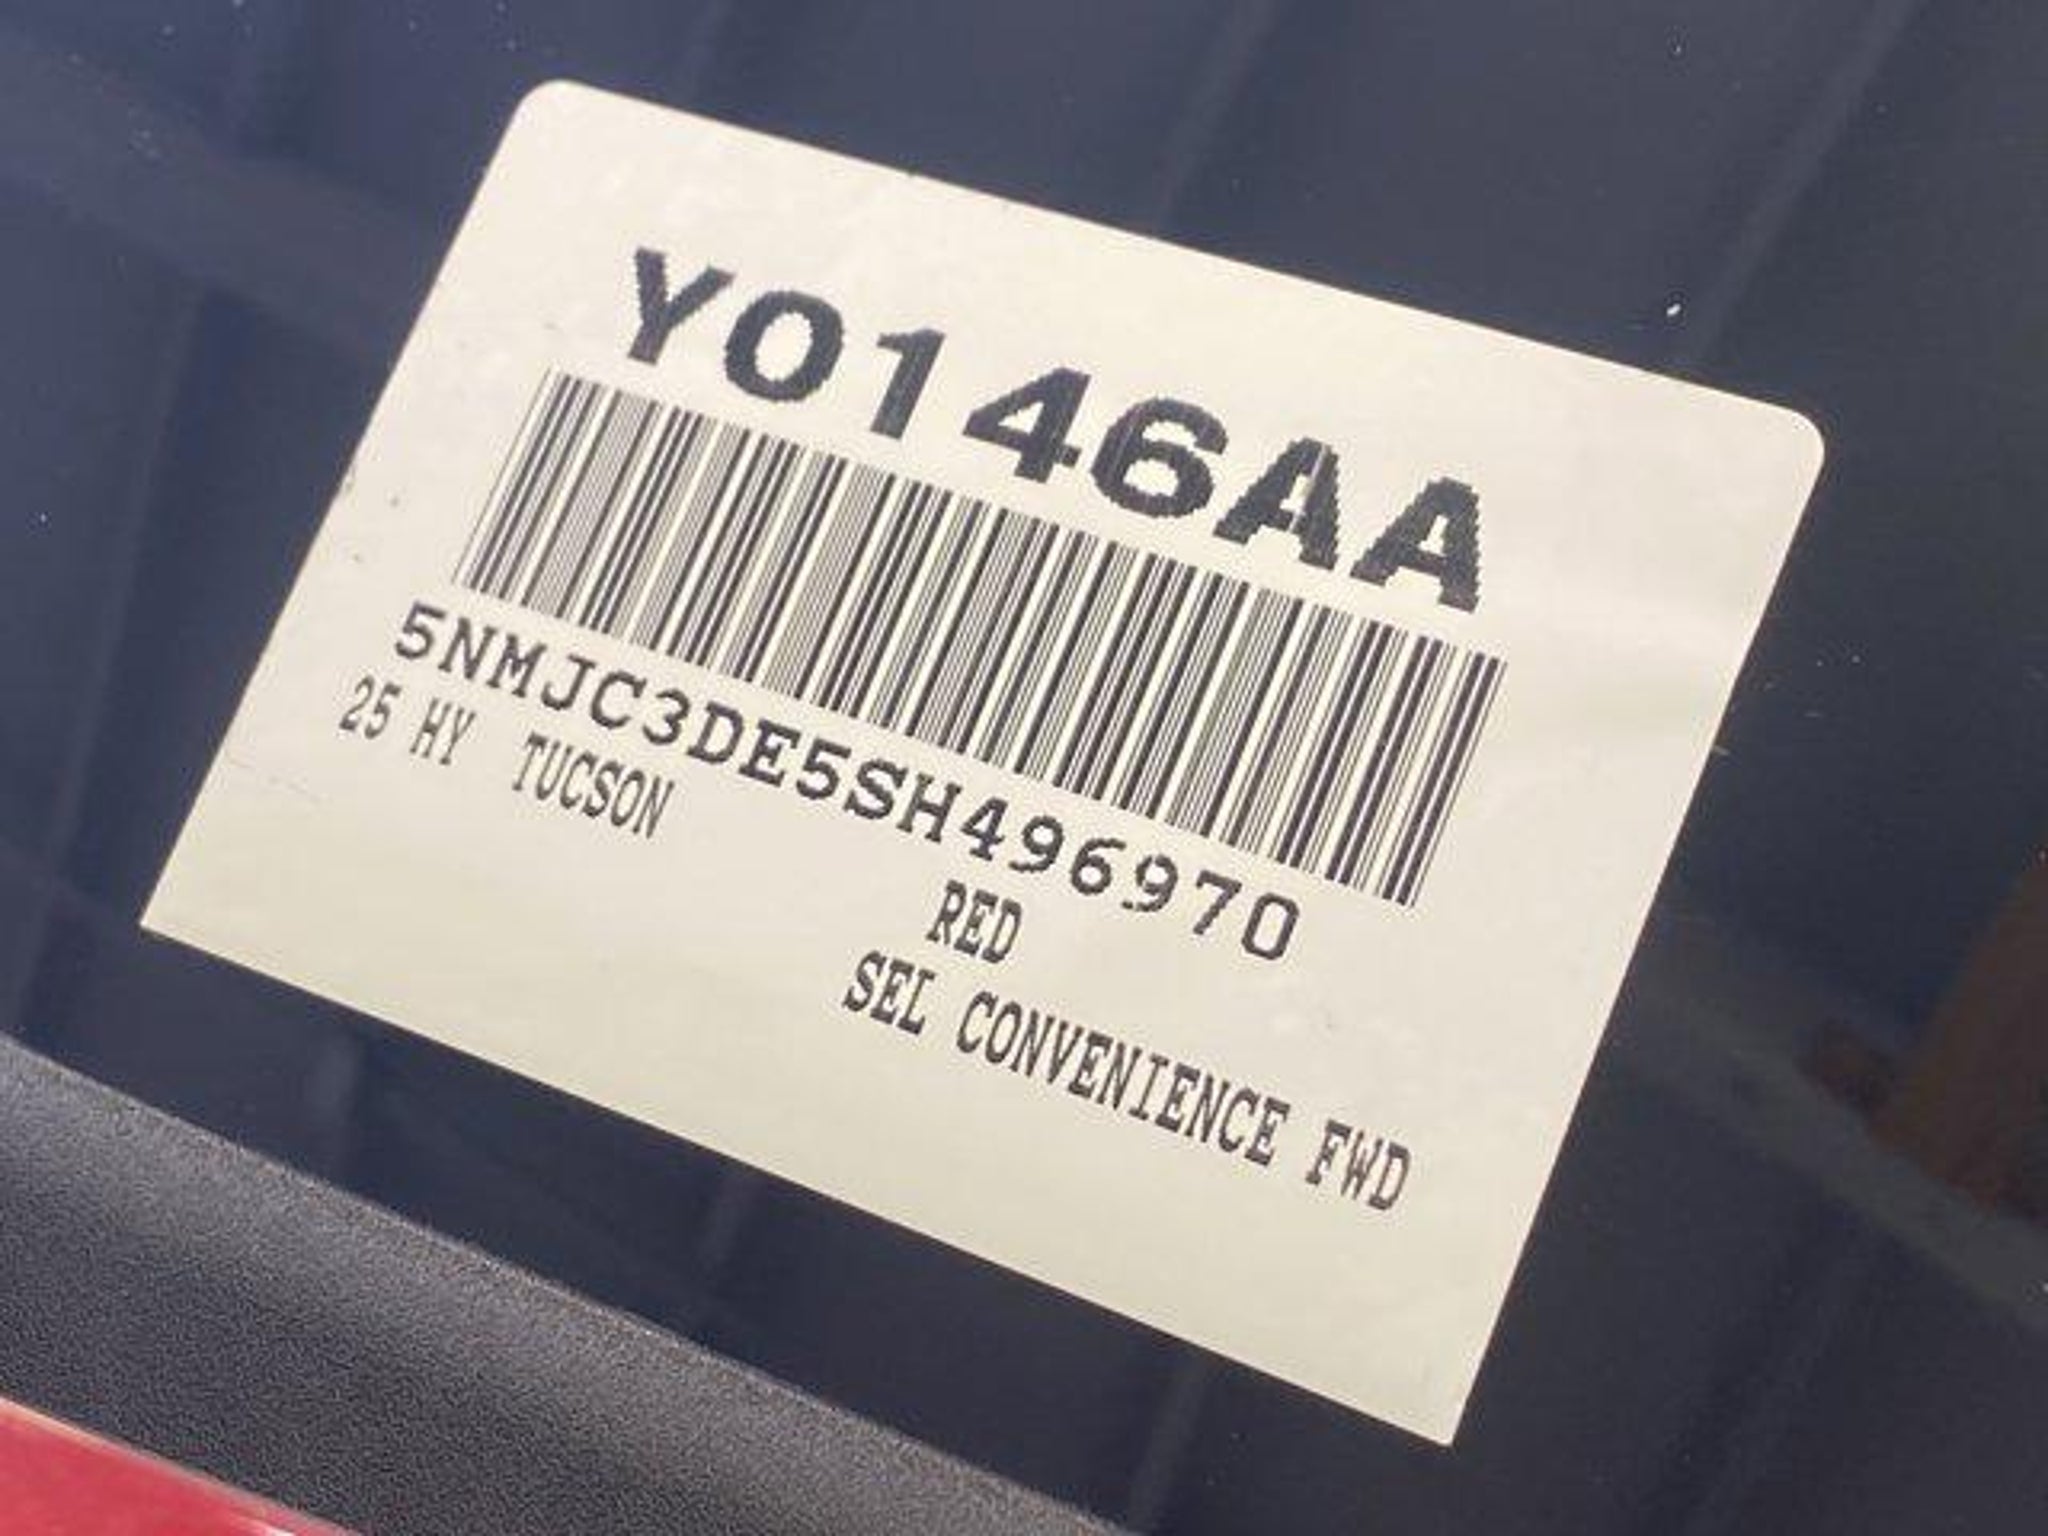 YO146AA
5NMJC3DE5SH496970
25 HY TUCSON
RED
SEL CONVENIENCE FWD